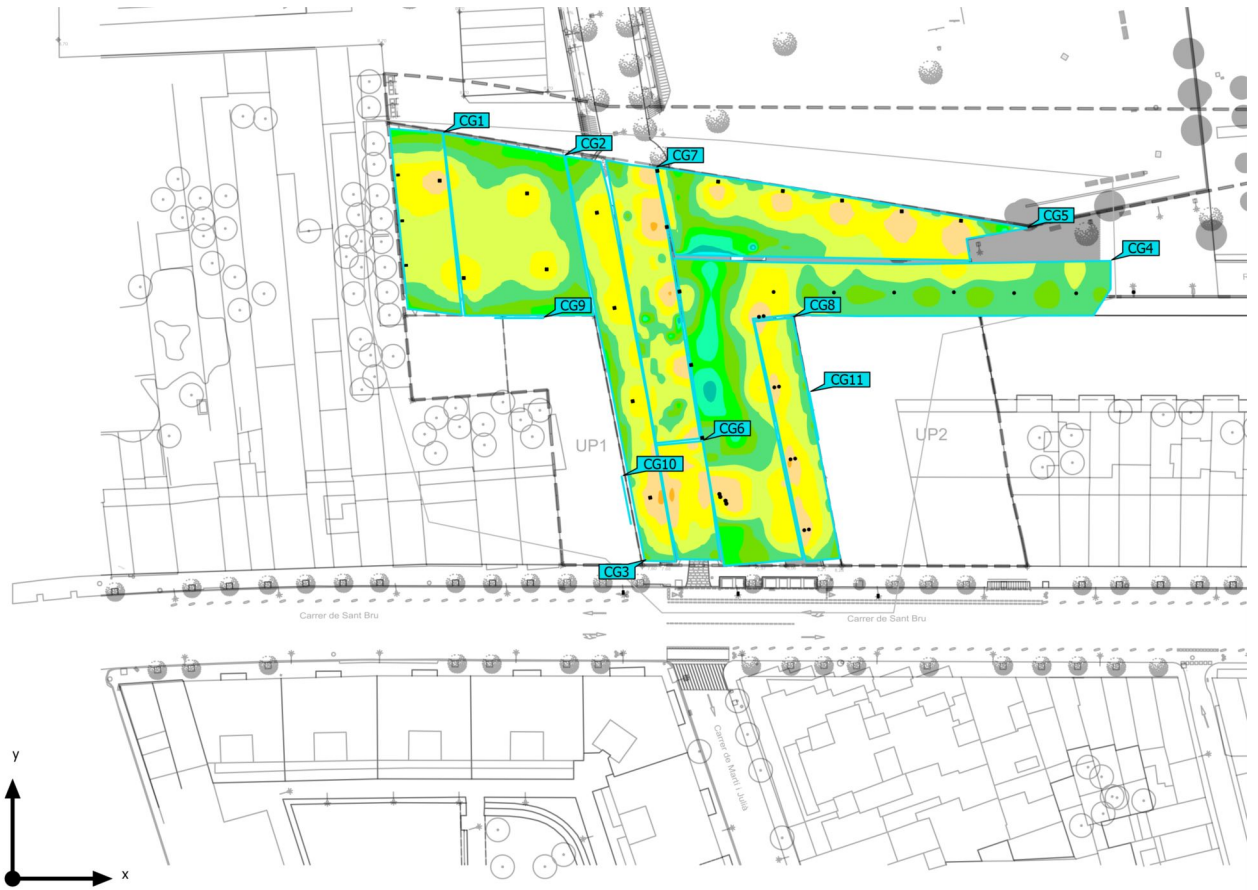 CG1
CG2
CG7
CG5
CG4
CG9
CG8
CG11
CG6
UP1
UP2
CG10
CG3
Carrer de Sant Bru
Carrer de Sant Bru
Carrer de Martí i Julià
y
x